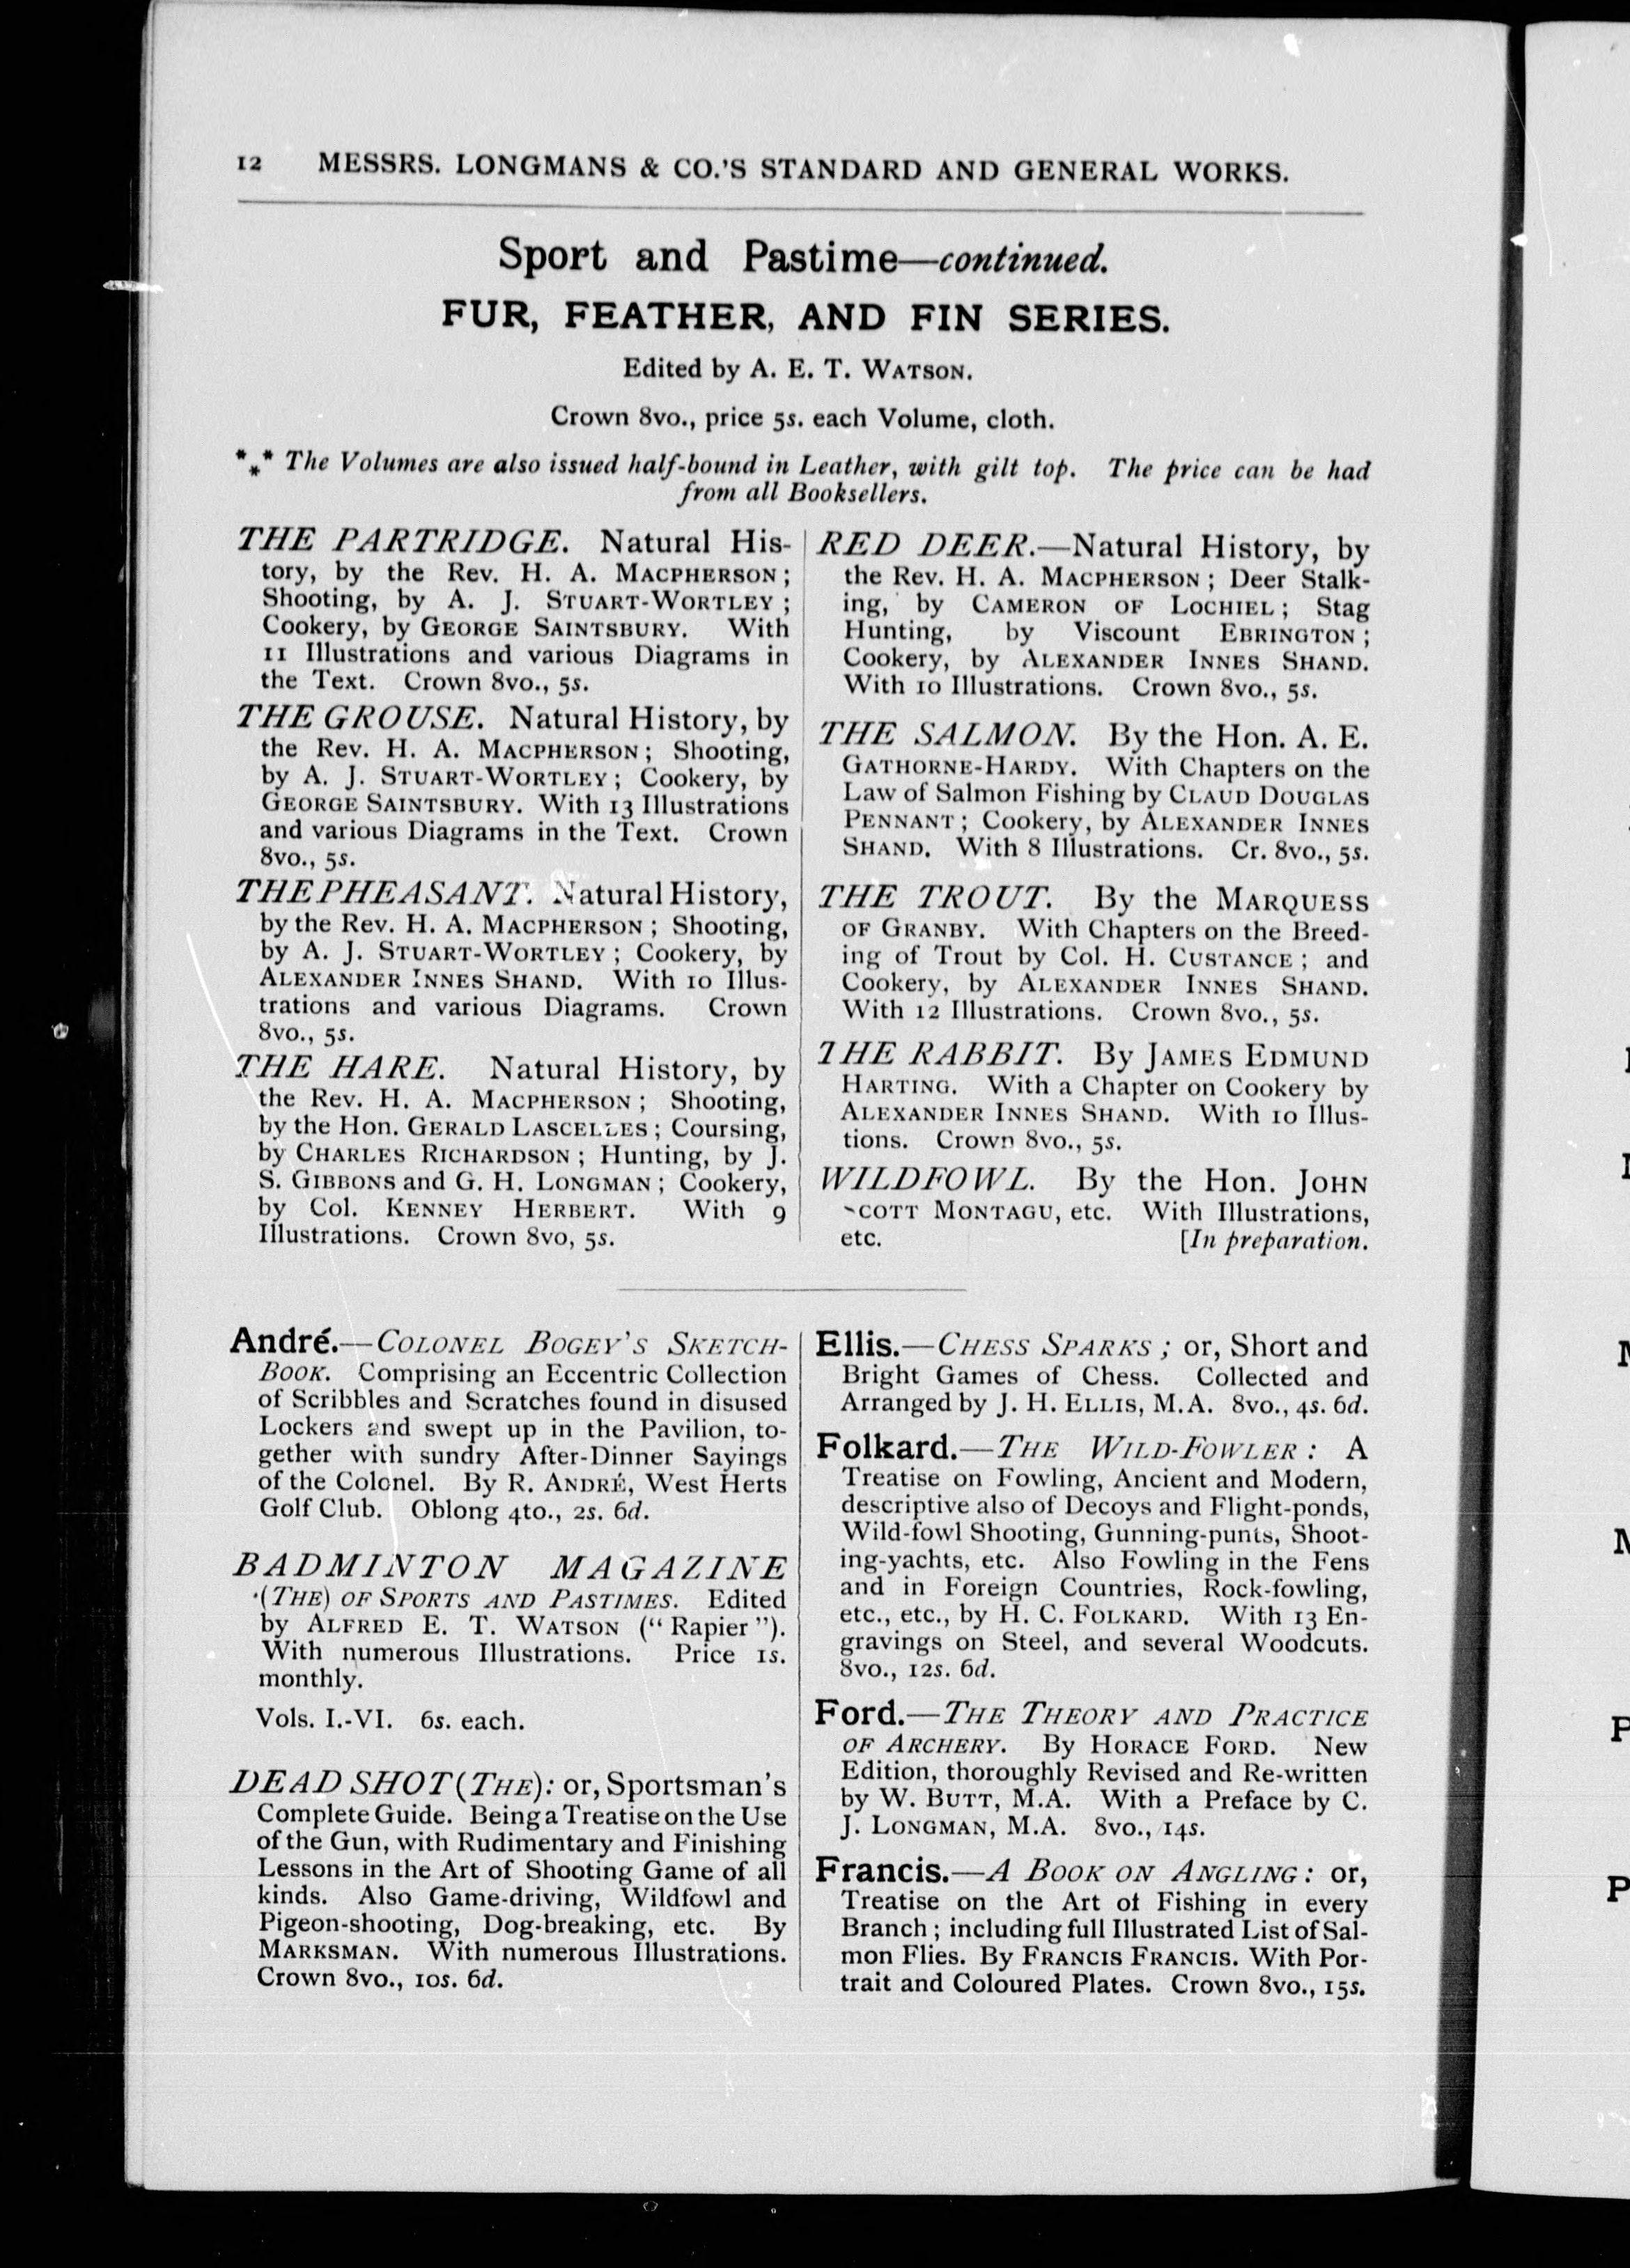 12 MESSRS. LONGMANS & CO.'S STANDARD AND GENERAL WORKS.
Sport and Pastime—continued.
FUR, FEATHER, AND FIN SERIES.
Edited by A. E. T. WATSON.
Crown 8vo., price 5s. each Volume, cloth.
*** The Volumes are also issued half-bound in Leather, with gilt top. The price can be had
from all Booksellers.
THE PARTRIDGE. Natural His-
tory, by the Rev. H. A. MACPHERSON;
Shooting, by A. J. STUART-WORTLEY;
Cookery, by GEORGE SAINTSBURY. With
11 Illustrations and various Diagrams in
the Text. Crown 8vo., 5s.
THE GROUSE. Natural History, by
the Rev. H. A. MACPHERSON; Shooting,
by A. J. STUART-WORTLEY; Cookery, by
GEORGE SAINTSBURY. With 13 Illustrations
and various Diagrams in the Text. Crown
8vo., 5s.
THE PHEASANT. Natural History,
by the Rev. H. A. MACPHERSON; Shooting,
by A. J. STUART-WORTLEY; Cookery, by
ALEXANDER INNES SHAND. With 10 Illus-
trations and various Diagrams. Crown
8vo., 5s.
THE HARE. Natural History, by
the Rev. H. A. MACPHERSON; Shooting,
by the Hon. GERALD LASCELLES; Coursing,
by CHARLES RICHARDSON; Hunting, by J.
S. GIBBONS and G. H. LONGMAN; Cookery,
by Col. KENNEY HERBERT. With 9
Illustrations. Crown 8vo, 5s.
RED DEER.—Natural History, by
the Rev. H. A. MACPHERSON; Deer Stalk-
ing, by CAMERON OF LOCHIEL; Stag
Hunting, by Viscount EBRINGTON;
Cookery, by ALEXANDER INNES SHAND.
With 10 Illustrations. Crown 8vo., 5s.
THE SALMON. By the Hon. A. E.
GATHORNE-HARDY. With Chapters on the
Law of Salmon Fishing by CLAUD DOUGLAS
PENNANT; Cookery, by ALEXANDER INNES
SHAND. With 8 Illustrations. Cr. 8vo., 5s.
THE TROUT. By the MARQUESS
OF GRANBY. With Chapters on the Breed-
ing of Trout by Col. H. CUSTANCE; and
Cookery, by ALEXANDER INNES SHAND.
With 12 Illustrations. Crown 8vo., 5s.
THE RABBIT. By JAMES EDMUND
HARTING. With a Chapter on Cookery by
ALEXANDER INNES SHAND. With 10 Illus-
tions. Crown 8vo., 5s.
WILDFOWL. By the Hon. JOHN
SCOTT MONTAGU, etc. With Illustrations,
etc. [In preparation.
André.—COLONEL BOGEY'S SKETCH-
BOOK. Comprising an Eccentric Collection
of Scribbles and Scratches found in disused
Lockers and swept up in the Pavilion, to-
gether with sundry After-Dinner Sayings
of the Colonel. By R. ANDRÉ, West Herts
Golf Club. Oblong 4to., 2s. 6d.
BADMINTON MAGAZINE
(THE) OF SPORTS AND PASTIMES. Edited
by ALFRED E. T. WATSON ("Rapier").
With numerous Illustrations. Price 1s.
monthly.
Vols. I.-VI. 6s. each.
DEAD SHOT (THE): or, Sportsman's
Complete Guide. Being a Treatise on the Use
of the Gun, with Rudimentary and Finishing
Lessons in the Art of Shooting Game of all
kinds. Also Game-driving, Wildfowl and
Pigeon-shooting, Dog-breaking, etc. By
MARKSMAN. With numerous Illustrations.
Crown 8vo., 10s. 6d.
Ellis.—CHESS SPARKS; or, Short and
Bright Games of Chess. Collected and
Arranged by J. H. ELLIS, M.A. 8vo., 4s. 6d.
Folkard.—THE WILD-FOWLER: A
Treatise on Fowling, Ancient and Modern,
descriptive also of Decoys and Flight-ponds,
Wild-fowl Shooting, Gunning-punts, Shoot-
ing-yachts, etc. Also Fowling in the Fens
and in Foreign Countries, Rock-fowling,
etc., etc., by H. C. FOLKARD. With 13 En-
gravings on Steel, and several Woodcuts.
8vo., 12s. 6d.
Ford.—THE THEORY AND PRACTICE
OF ARCHERY. By HORACE FORD. New
Edition, thoroughly Revised and Re-written
by W. BUTT, M.A. With a Preface by C.
J. LONGMAN, M.A. 8vo., 14s.
Francis.—A BOOK ON ANGLING: or,
Treatise on the Art of Fishing in every
Branch; including full Illustrated List of Sal-
mon Flies. By FRANCIS FRANCIS. With Por-
trait and Coloured Plates. Crown 8vo., 15s.